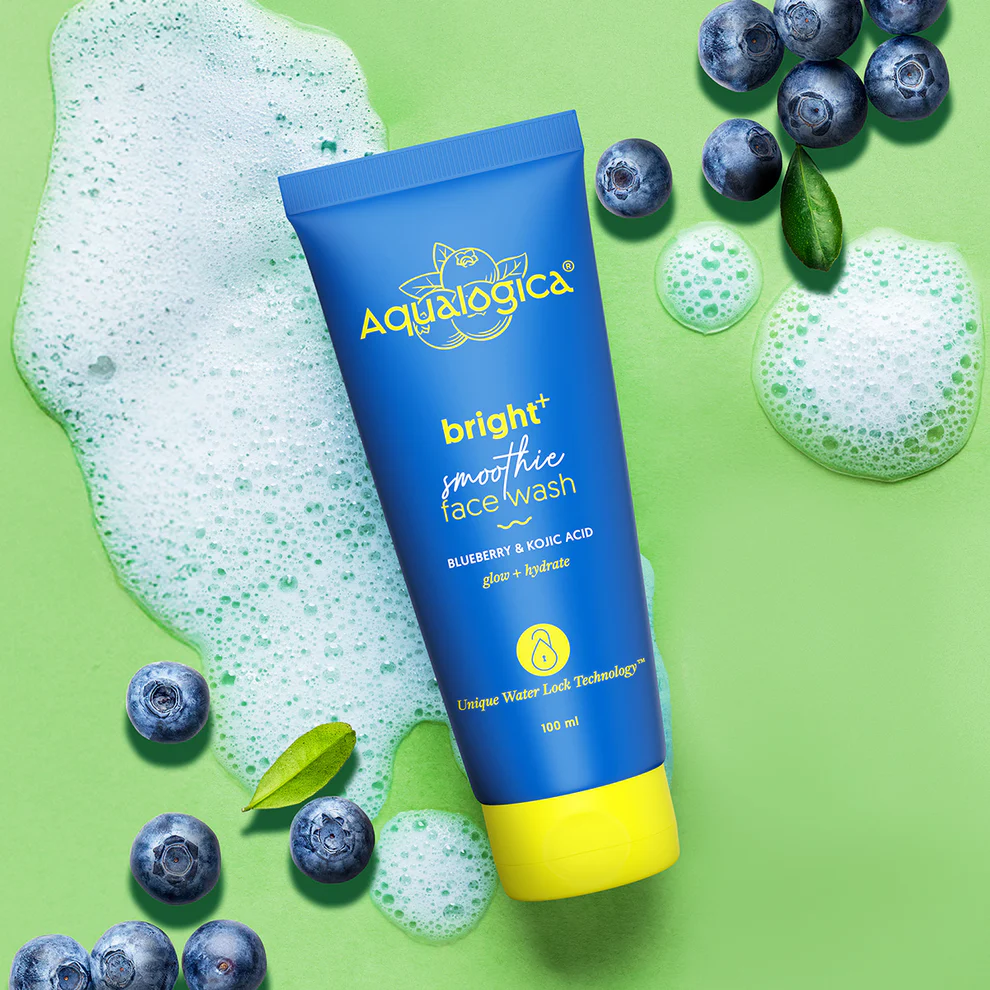 Aqualogica®
bright+
smoothie
face wash
BLUEBERRY & KOJIC ACID
glow + hydrate
Unique Water Lock Technology™
100 ml